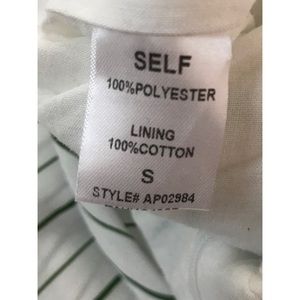 SELF
100%POLYESTER
LINING
100%COTTON
S
STYLE# AP02984